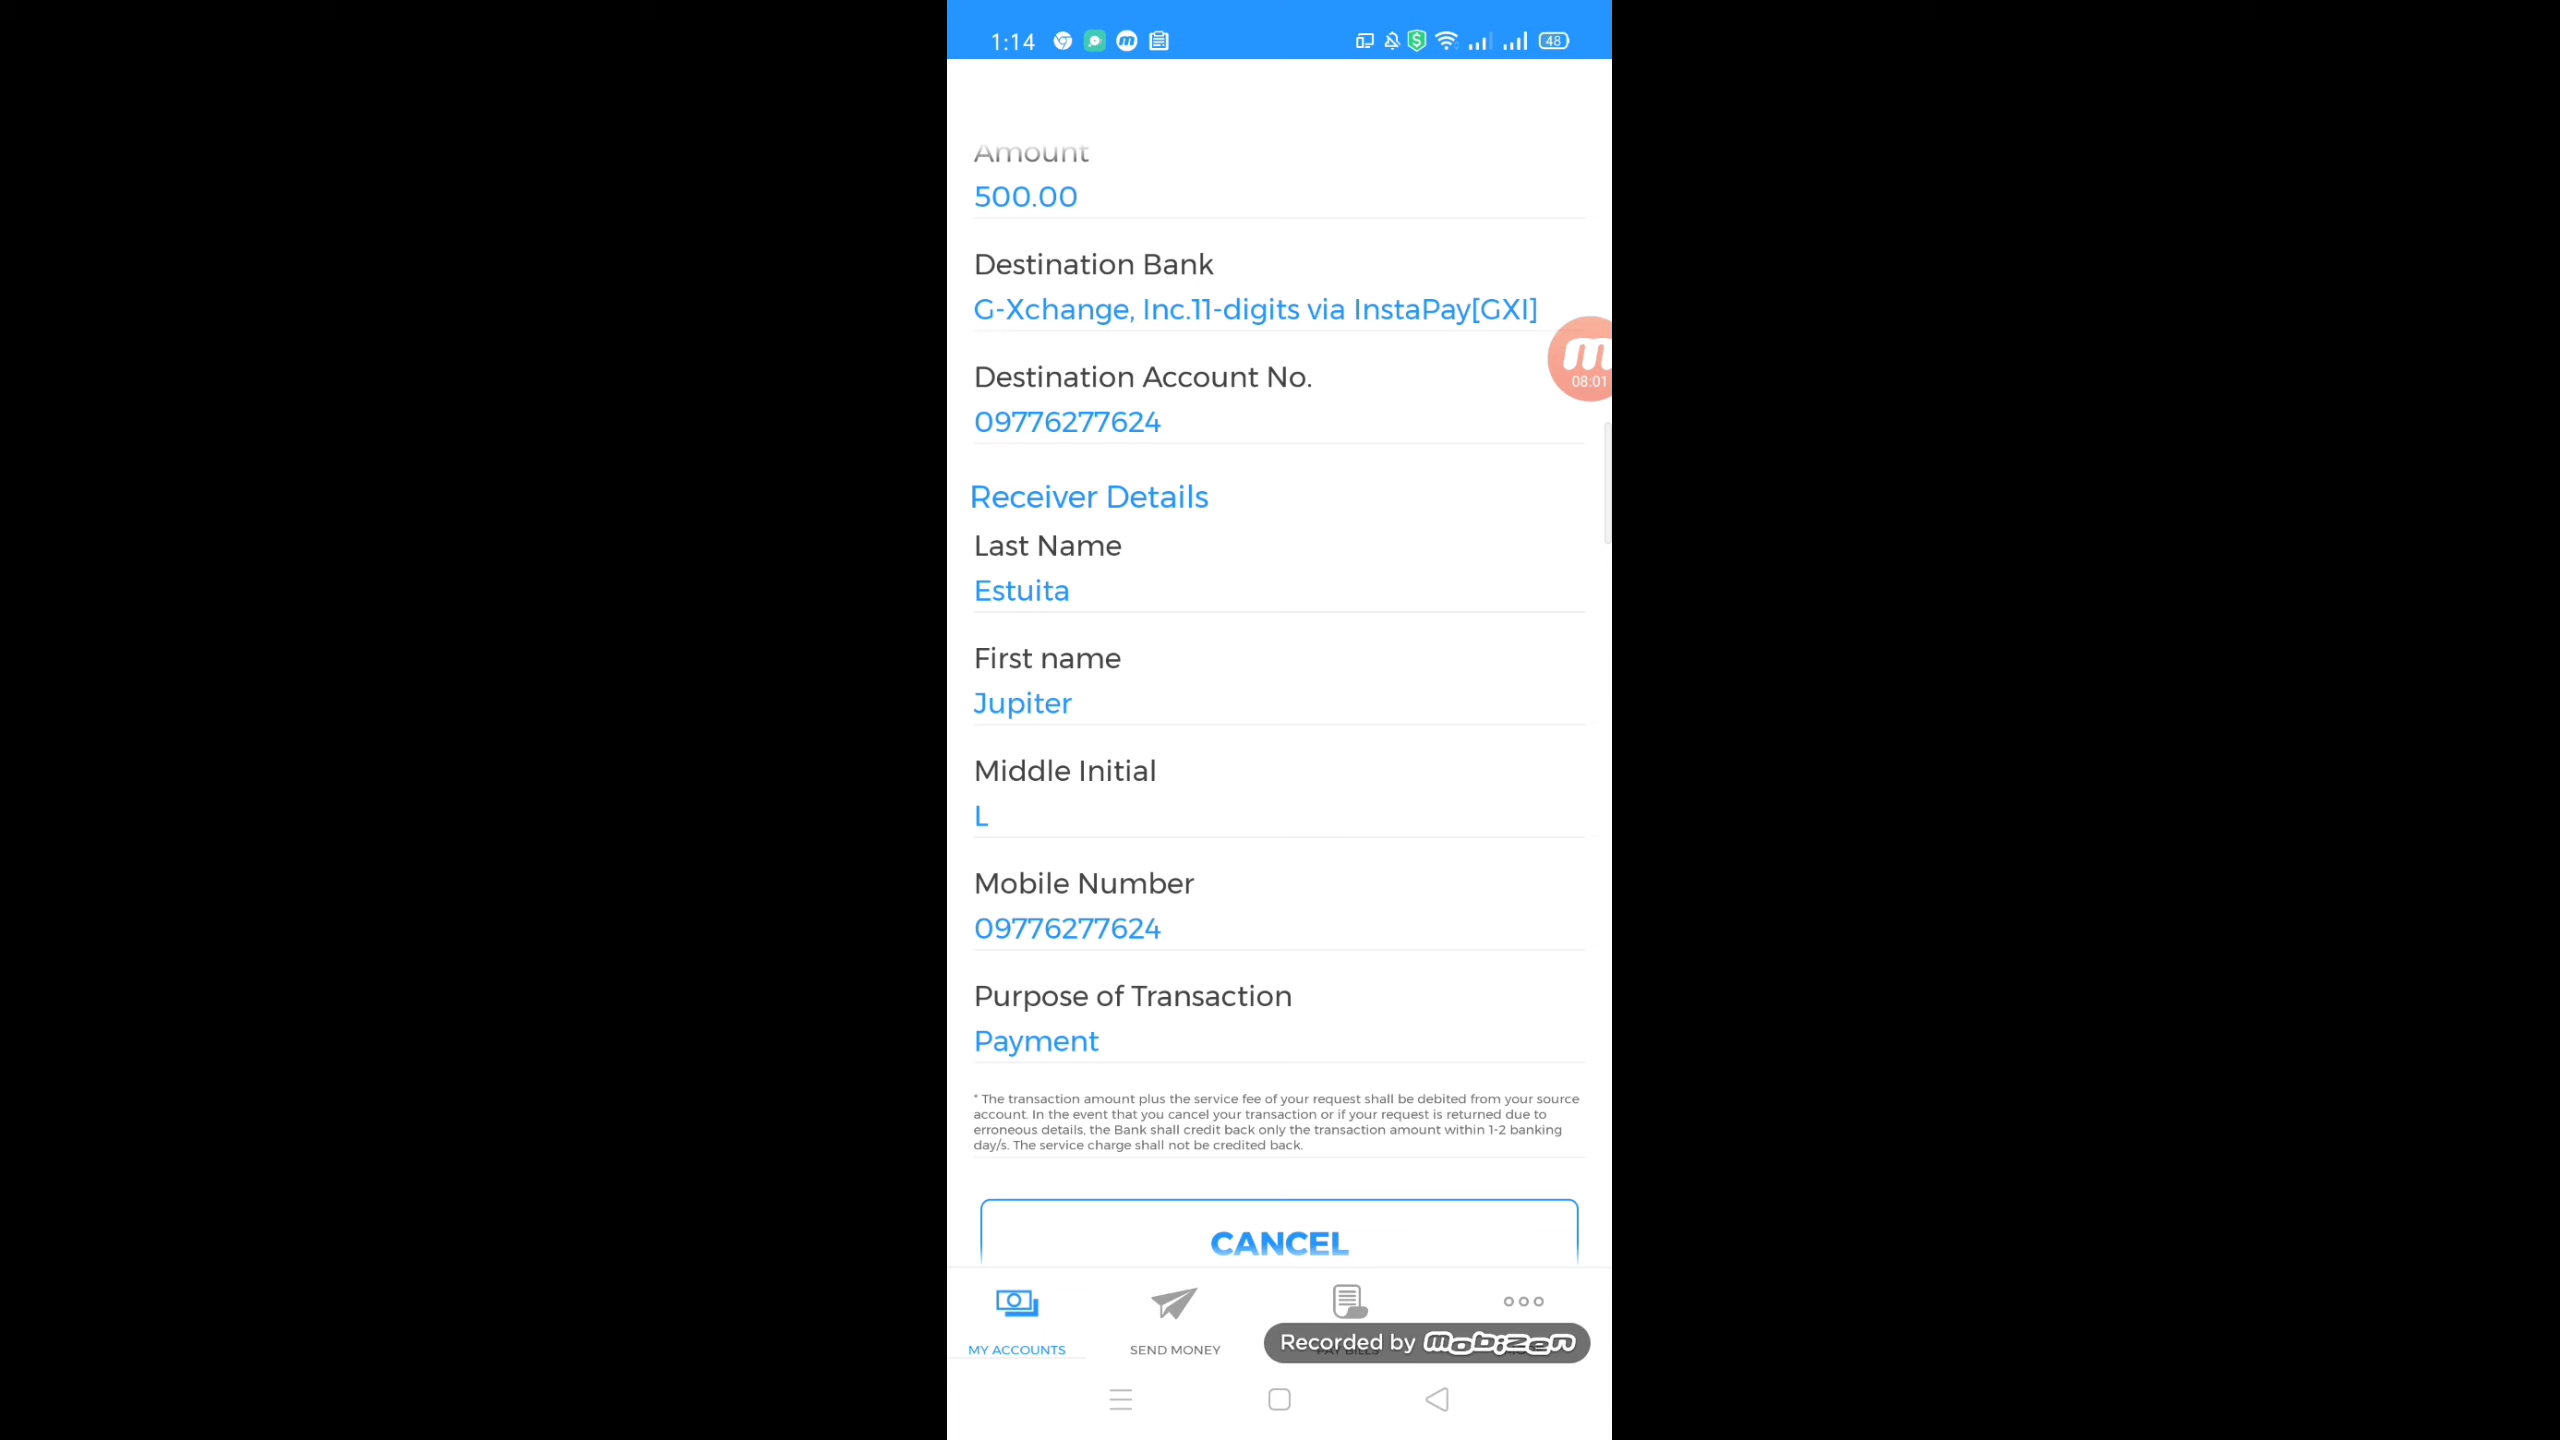 1:14
48
Amount
500.00
Destination Bank
G-Xchange, Inc.11-digits via InstaPay[GXI]
08:01
Destination Account No.
09776277624
Receiver Details
Last Name
Estuita
First name
Jupiter
Middle Initial
L
Mobile Number
09776277624
Purpose of Transaction
Payment
* The transaction amount plus the service fee of your request shall be debited from your source
account. In the event that you cancel your transaction or if your request is returned due to
erroneous details, the Bank shall credit back only the transaction amount within 1-2 banking
day/s. The service charge shall not be credited back.
CANCEL
MY ACCOUNTS
SEND MONEY
Recorded by mobizen